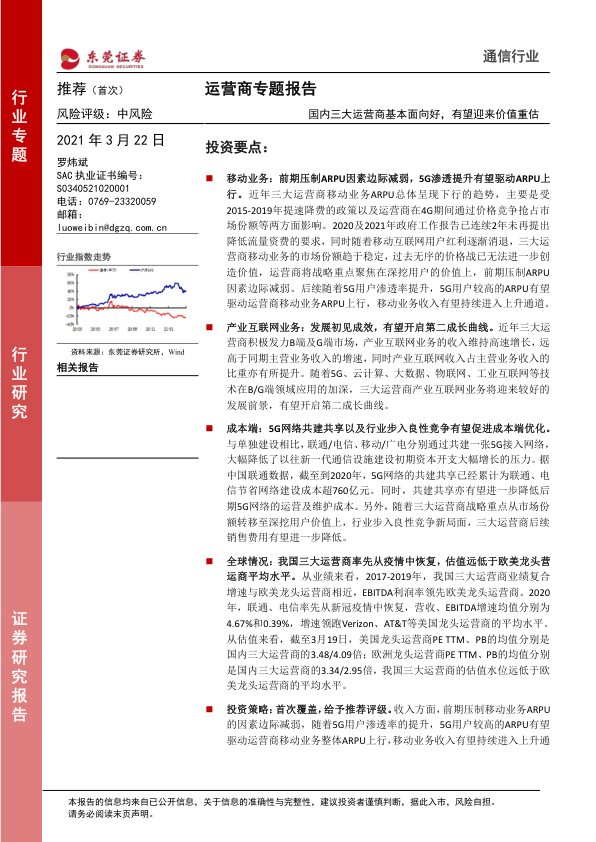 东莞证券
DONGGUAN SECURITIES
通信行业
行业专题
行业研究
证券研究报告
推荐（首次）
风险评级：中风险
2021 年 3 月 22 日
罗炜斌
SAC 执业证书编号：
S0340521020001
电话：0769-23320059
邮箱：
luoweibin@dgzq.com.cn
行业指数走势
资料来源：东莞证券研究所，Wind
相关报告
运营商专题报告
国内三大运营商基本面向好，有望迎来价值重估
投资要点：
移动业务：前期压制ARPU因素边际减弱，5G渗透提升有望驱动ARPU上
行。近年三大运营商移动业务ARPU总体呈现下行的趋势，主要是受
2015-2019年提速降费的政策以及运营商在4G期间通过价格竞争抢占市
场份额等两方面影响。2020及2021年政府工作报告已连续2年未再提出
降低流量资费的要求，同时随着移动互联网用户红利逐渐消退，三大运
营商移动业务的市场份额趋于稳定，过去无序的价格战已无法进一步创
造价值，运营商将战略重点聚焦在深挖用户的价值上，前期压制ARPU
因素边际减弱。后续随着5G用户渗透率提升，5G用户较高的ARPU有望
驱动运营商移动业务ARPU上行，移动业务收入有望持续进入上升通道。
产业互联网业务：发展初见成效，有望开启第二成长曲线。近年三大运
营商积极发力B端及G端市场，产业互联网业务的收入维持高速增长，远
高于同期主营业务收入的增速，同时产业互联网收入占主营业务收入的
比重亦有所提升。随着5G、云计算、大数据、物联网、工业互联网等技
术在B/G端领域应用的加深，三大运营商产业互联网业务将迎来较好的
发展前景，有望开启第二成长曲线。
成本端：5G网络共建共享以及行业步入良性竞争有望促进成本端优化。
与单独建设相比，联通/电信、移动/广电分别通过共建一张5G接入网络，
大幅降低了以往新一代通信设施建设初期资本开支大幅增长的压力。据
中国联通数据，截至到2020年，5G网络的共建共享已经累计为联通、电
信节省网络建设成本超760亿元。同时，共建共享亦有望进一步降低后
期5G网络的运营及维护成本。另外，随着三大运营商战略重点从市场份
额转移至深挖用户价值上，行业步入良性竞争新局面，三大运营商后续
销售费用有望进一步降低。
全球情况：我国三大运营商率先从疫情中恢复，估值远低于欧美龙头营
运商平均水平。从业绩来看，2017-2019年，我国三大运营商业绩复合
增速与欧美龙头运营商相近，EBITDA利润率领先欧美龙头运营商。2020
年，联通、电信率先从新冠疫情中恢复，营收、EBITDA增速均值分别为
4.67%和0.39%，增速领跑Verizon、AT&T等美国龙头运营商的平均水平。
从估值来看，截至3月19日，美国龙头运营商PE TTM、PB的均值分别是
国内三大运营商的3.48/4.09倍；欧洲龙头运营商PE TTM、PB的均值分别
是国内三大运营商的3.34/2.95倍，我国三大运营商的估值水位远低于欧
美龙头运营商的平均水平。
投资策略：首次覆盖，给予推荐评级。收入方面，前期压制移动业务ARPU
的因素边际减弱，随着5G用户渗透率的提升，5G用户较高的ARPU有望
驱动运营商移动业务整体ARPU上行，移动业务收入有望持续进入上升通
本报告的信息均来自已公开信息，关于信息的准确性与完整性，建议投资者谨慎判断，据此入市，风险自担。
请务必阅读末页声明。